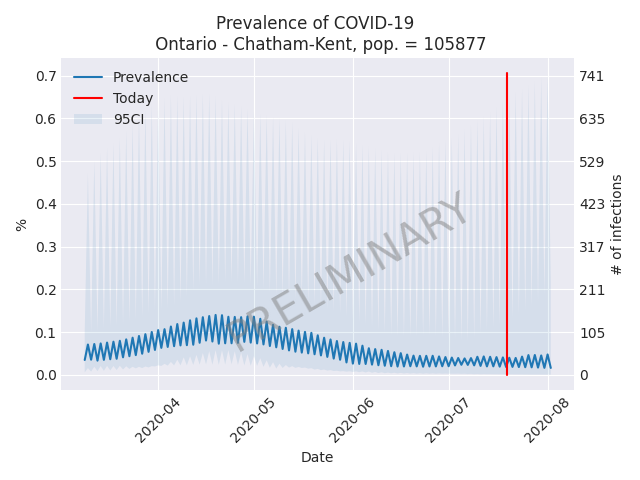 Prevalence of COVID-19
Ontario - Chatham-Kent, pop. = 105877
Prevalence
Today
95CI
0.7
0.6
0.5
0.4
0.3
0.2
0.1
0.0
%
741
635
529
423
317
211
105
0
# of infections
PRELIMINARY
2020-04
2020-05
2020-06
2020-07
2020-08
Date